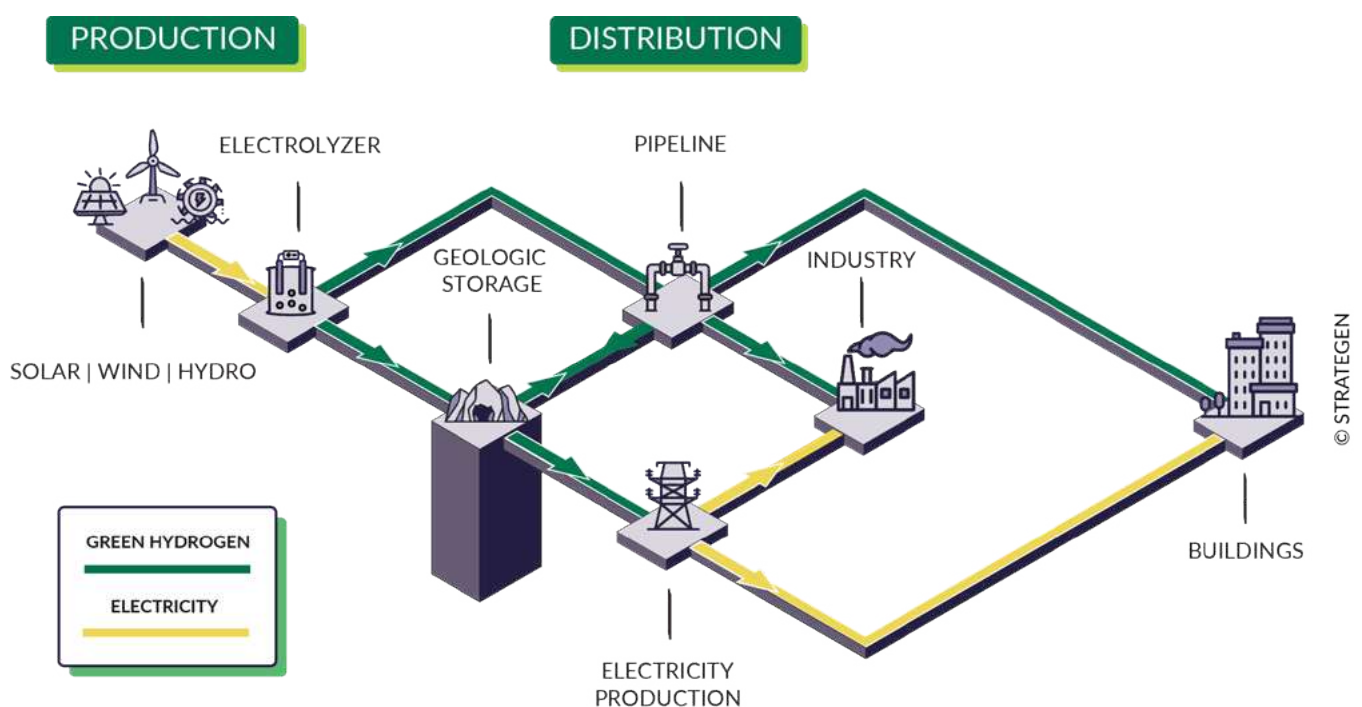 PRODUCTION
DISTRIBUTION
ELECTROLYZER
PIPELINE
GEOLOGIC
STORAGE
INDUSTRY
SOLAR | WIND | HYDRO
© STRATEGEN
GREEN HYDROGEN
ELECTRICITY
BUILDINGS
ELECTRICITY
PRODUCTION